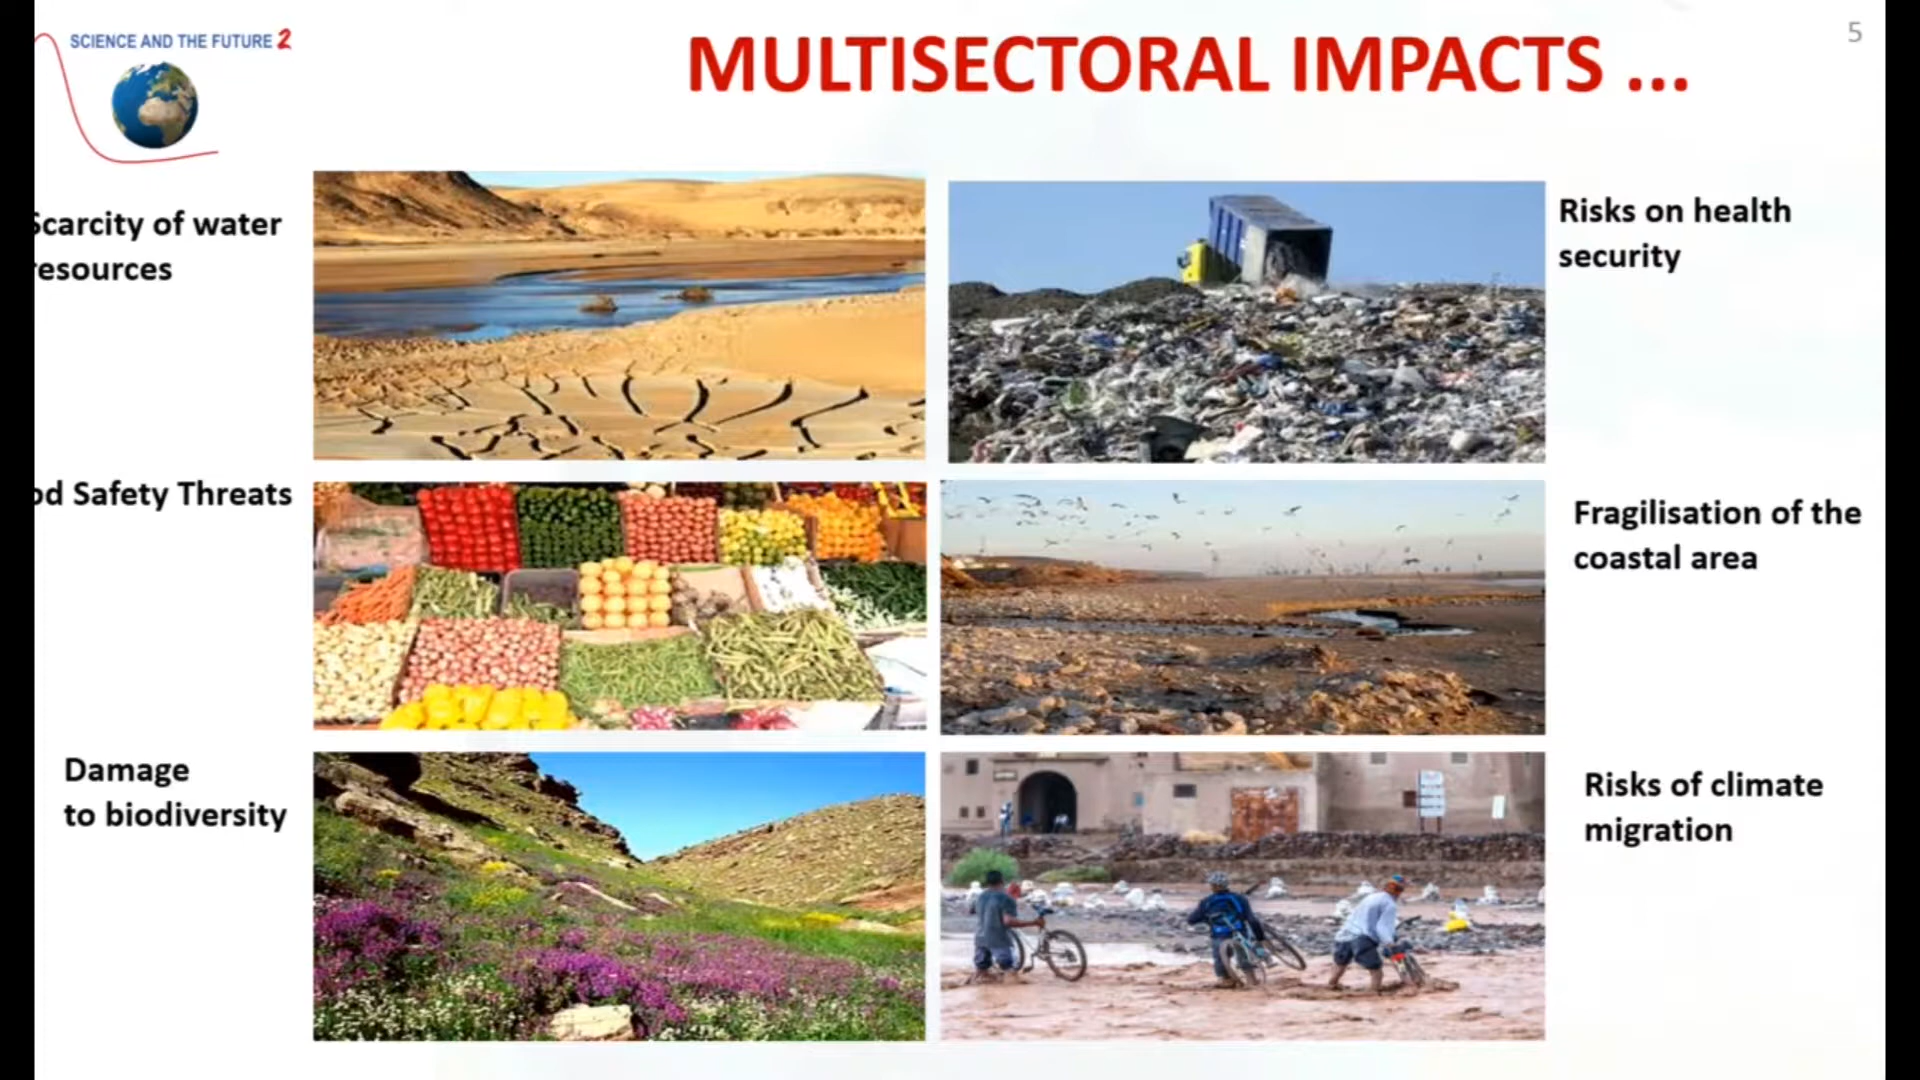 SCIENCE AND THE FUTURE 2
MULTISECTORAL IMPACTS ...
5
Scarcity of water
resources
Risks on health
security
od Safety Threats
Fragilisation of the
coastal area
Damage
to biodiversity
Risks of climate
migration